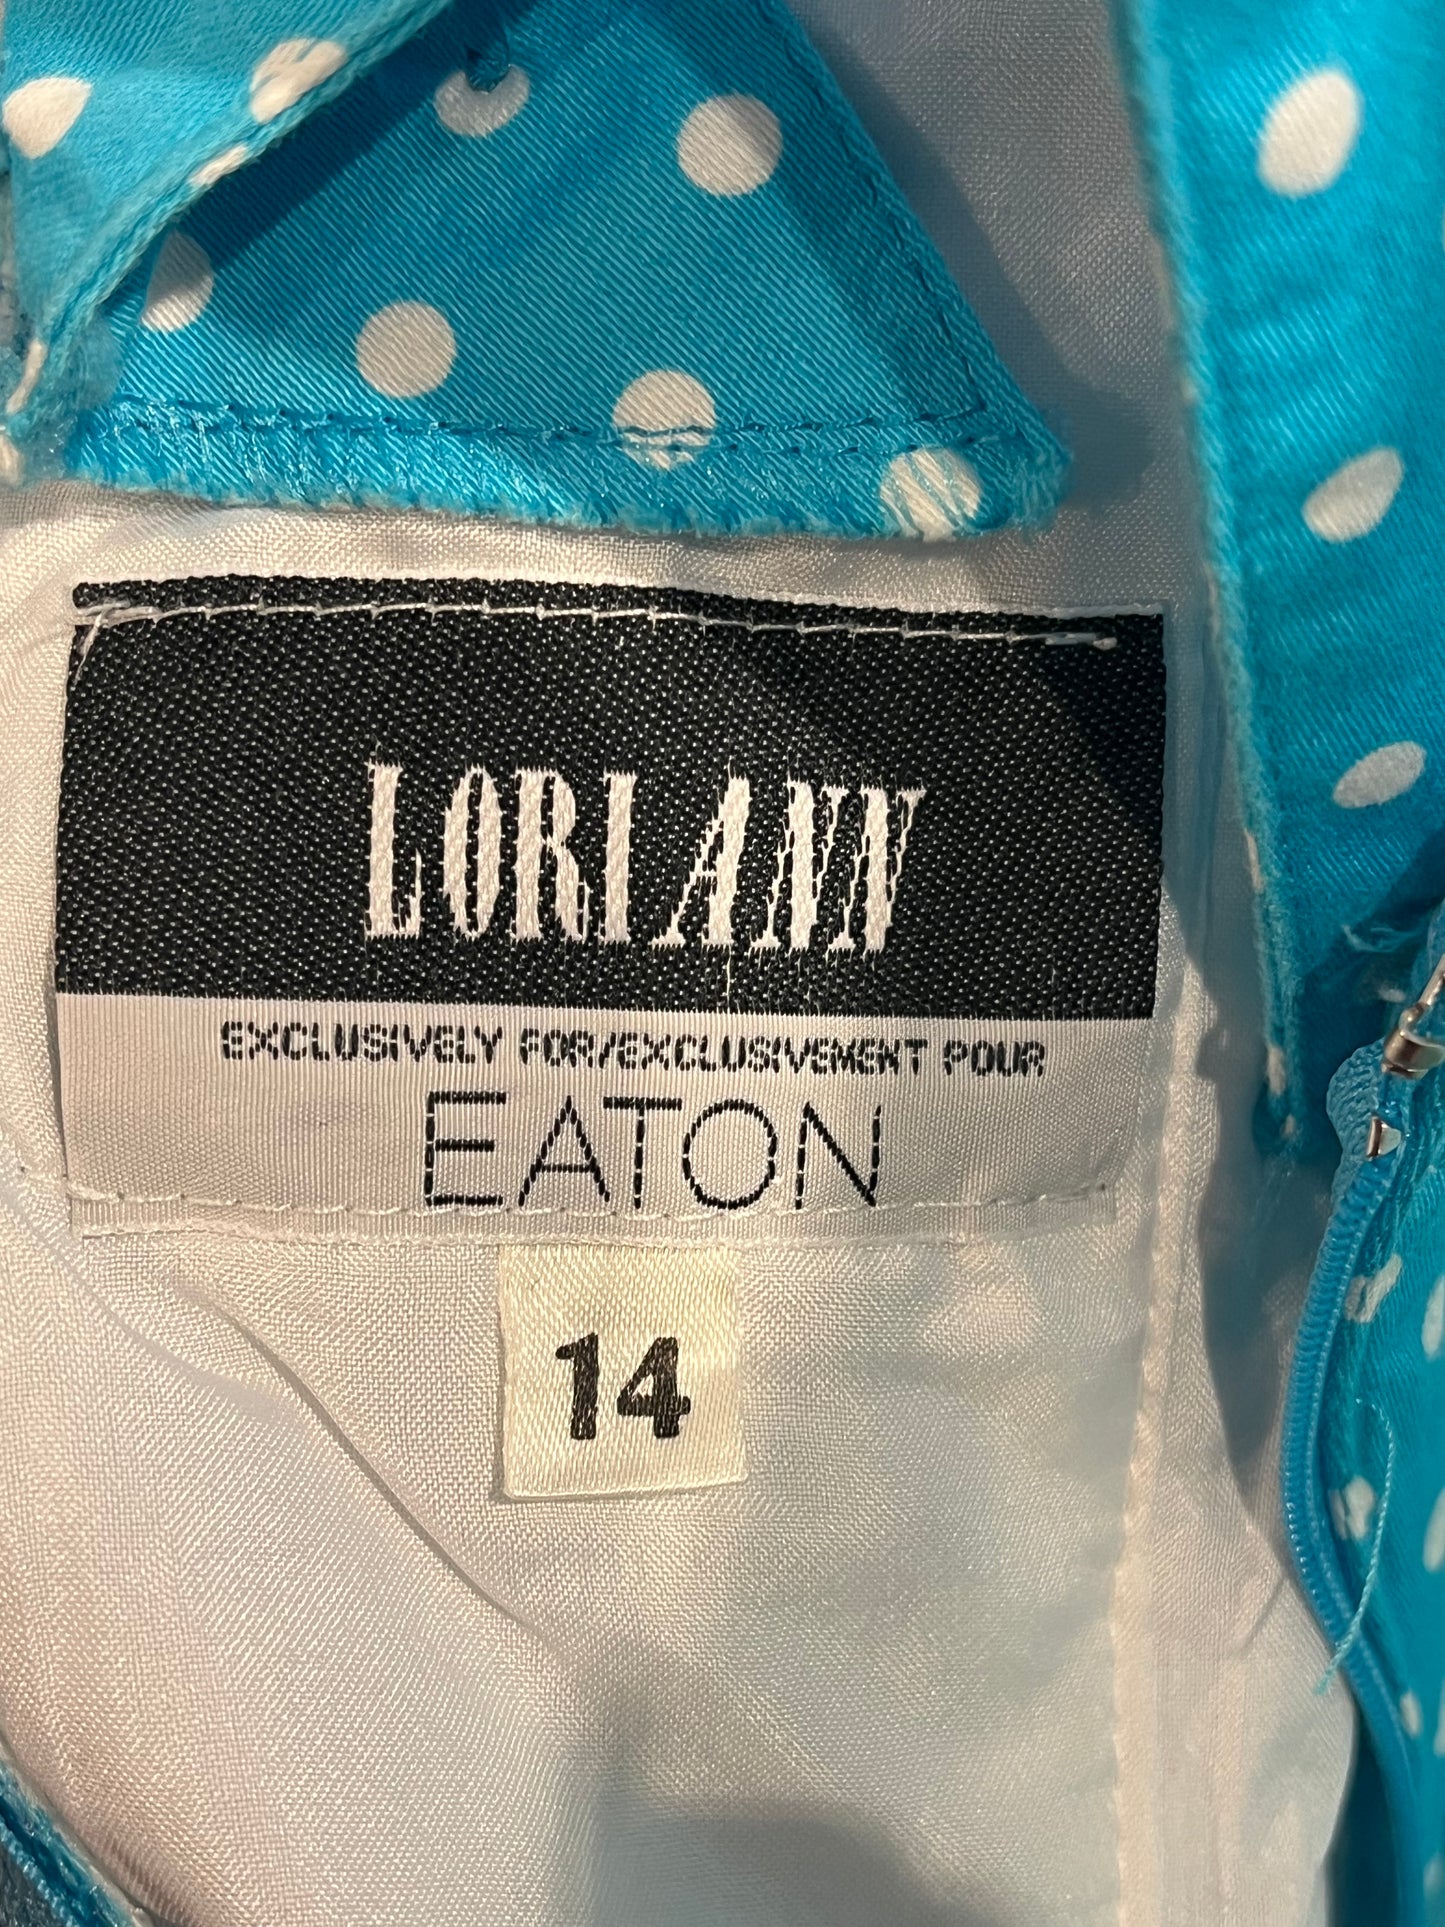 LORI ANN
EXCLUSIVELY FOR/EXCLUSIVEMENT POUR
EATON
14